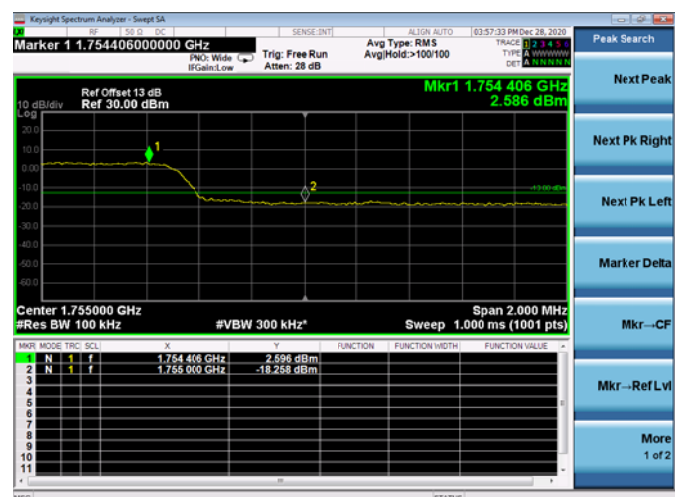 Keysight Spectrum Analyzer - Swept SA
RF 50 Ω DC SENSE:INT ALIGN AUTO 03:57:33 PM Dec 28, 2020
Marker 1 1.754406000000 GHz
PNO: Wide
IFGain:Low
Trig: Free Run
Atten: 28 dB
Avg Type: RMS
Avg|Hold:>100/100
TRACE 1 2 3 4 5 6
TYPE A WWWWW
DET A N N N N N
Peak Search
Next Peak
Next Pk Right
Next Pk Left
Marker Delta
Mkr→CF
Mkr→Ref Lvl
More
1 of 2
Mkr1 1.754 406 GHz
2.586 dBm
Ref Offset 13 dB
10 dB/div Ref 30.00 dBm
Log
20.0
10.0
0.00
-10.0
-20.0
-30.0
-40.0
-50.0
-60.0
1
2
-13.00 dBm
Center 1.755000 GHz Span 2.000 MHz
#Res BW 100 kHz #VBW 300 kHz* Sweep 1.000 ms (1001 pts)
MKR MODE TRC SCL X Y FUNCTION FUNCTION WIDTH FUNCTION VALUE
1 N 1 f 1.754 406 GHz 2.596 dBm
2 N 1 f 1.755 000 GHz -18.258 dBm
3
4
5
6
7
8
9
10
11
MSG STATUS